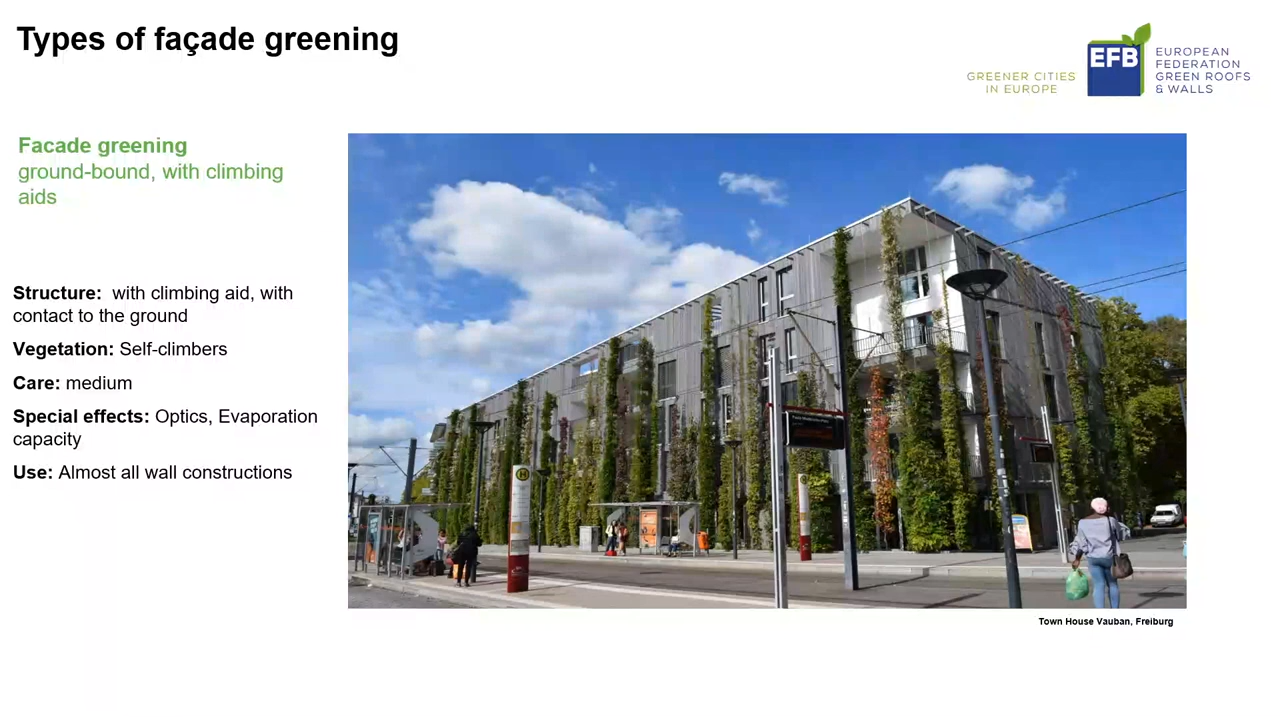 Types of façade greening
GREENER CITIES
IN EUROPE
EFB
EUROPEAN
FEDERATION
GREEN ROOFS
& WALLS
Facade greening
ground-bound, with climbing
aids
Structure: with climbing aid, with
contact to the ground
Vegetation: Self-climbers
Care: medium
Special effects: Optics, Evaporation
capacity
Use: Almost all wall constructions
H
Town House Vauban, Freiburg